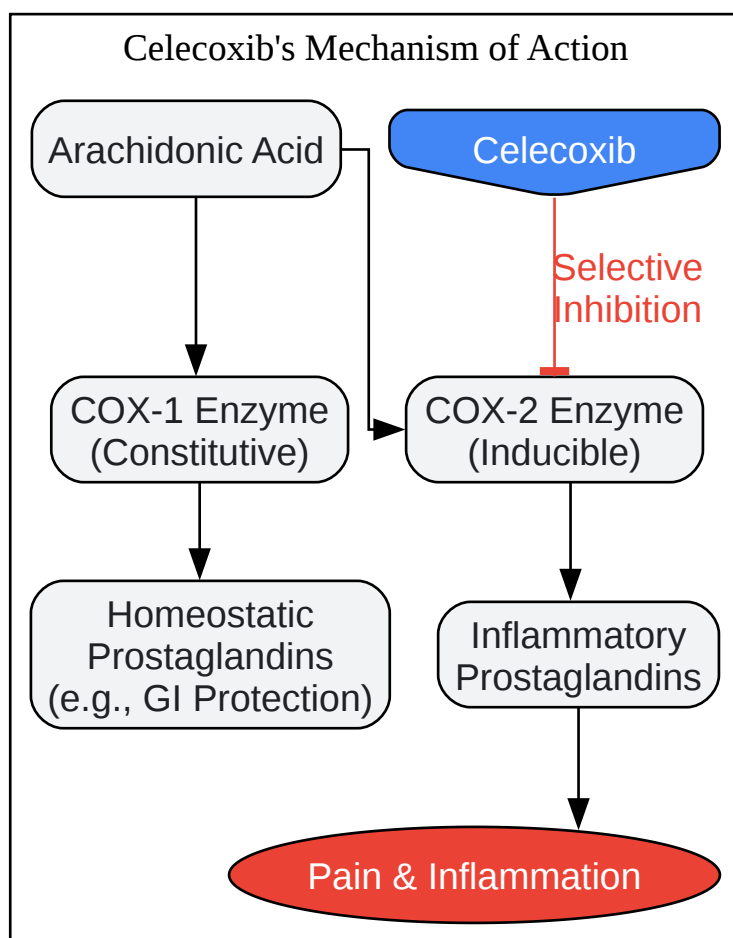 Celecoxib's Mechanism of Action
Arachidonic Acid
Celecoxib
Selective
Inhibition
COX-1 Enzyme
(Constitutive)
COX-2 Enzyme
(Inducible)
Homeostatic
Prostaglandins
(e.g., GI Protection)
Inflammatory
Prostaglandins
Pain & Inflammation